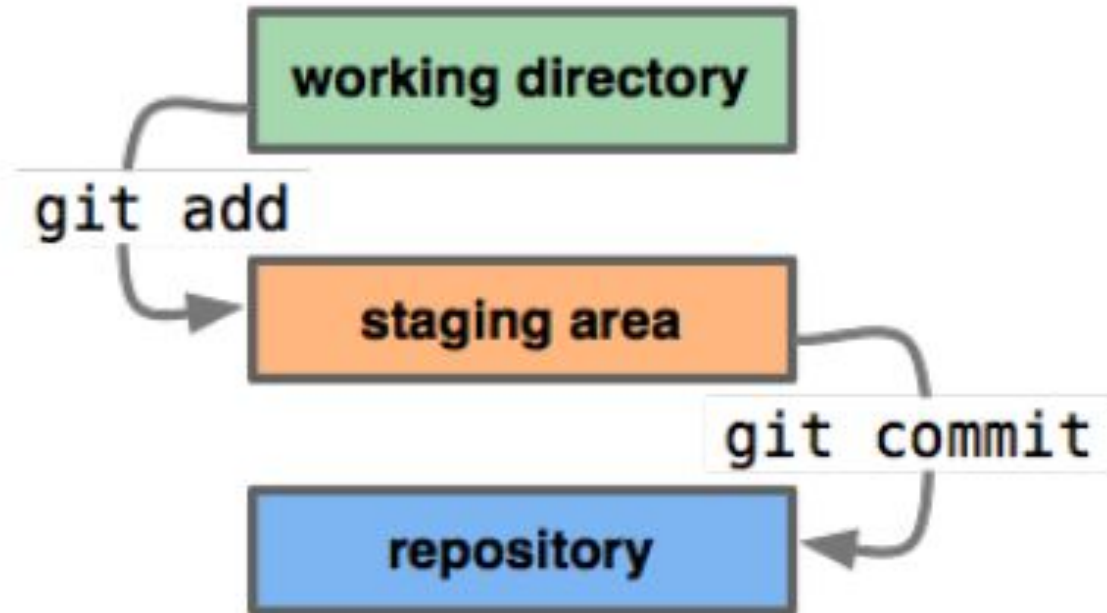 working directory
git add
staging area
git commit
repository